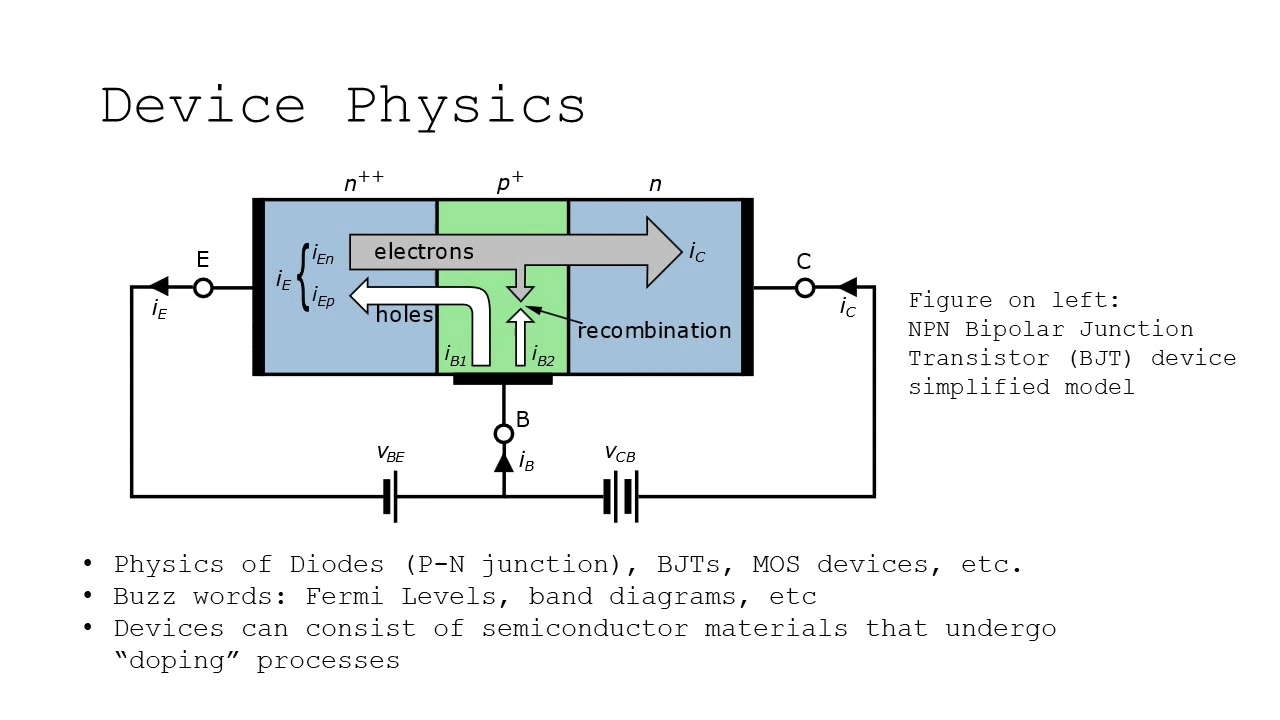 Device Physics
n++ p+ n
E
iE
iE { iEn
iEp
electrons
holes
iC
recombination
iB1
iB2
C
iC
B
iB
vBE
vCB
Figure on left:
NPN Bipolar Junction
Transistor (BJT) device
simplified model
• Physics of Diodes (P-N junction), BJTs, MOS devices, etc.
• Buzz words: Fermi Levels, band diagrams, etc
• Devices can consist of semiconductor materials that undergo
“doping” processes